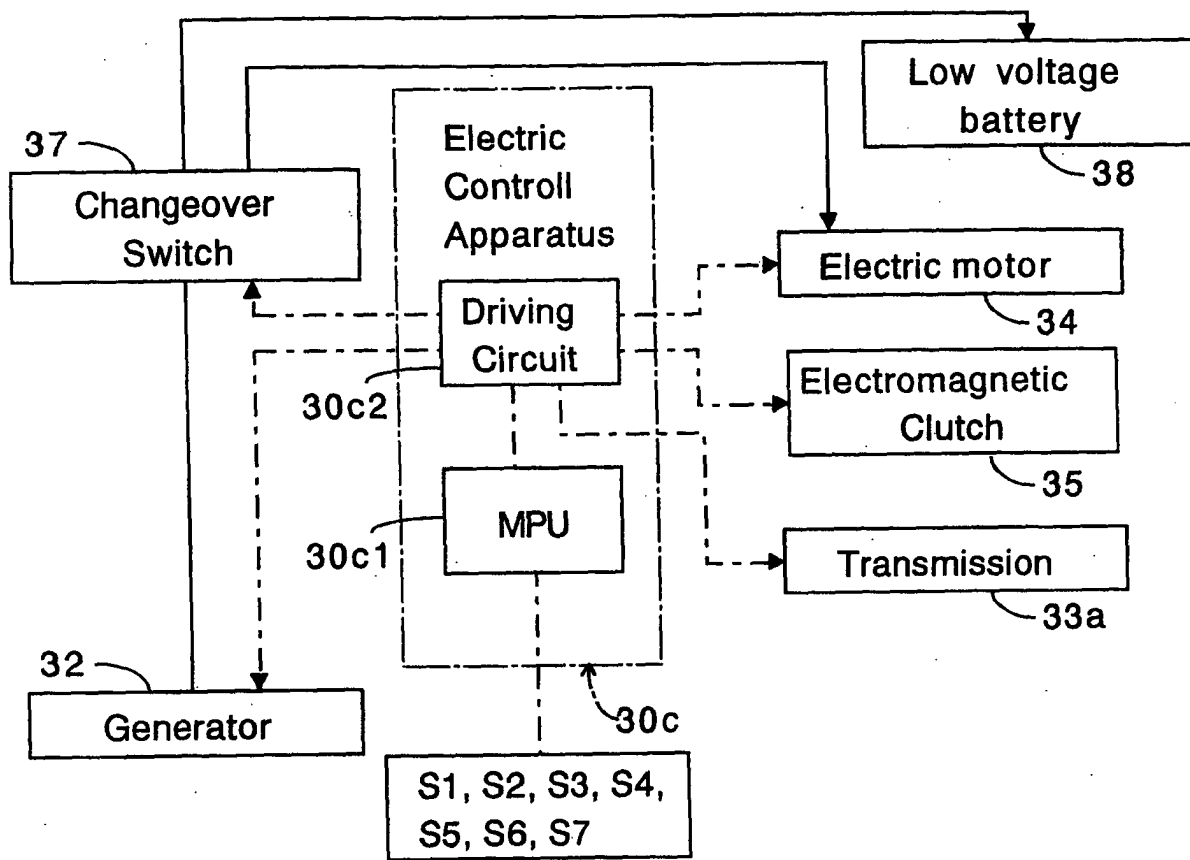 Low voltage
battery
38
37
Changeover
Switch
Electric
Controll
Apparatus
Electric motor
34
Driving
Circuit
30c2
Electromagnetic
Clutch
35
MPU
30c1
Transmission
33a
32
Generator
30c
S1, S2, S3, S4,
S5, S6, S7